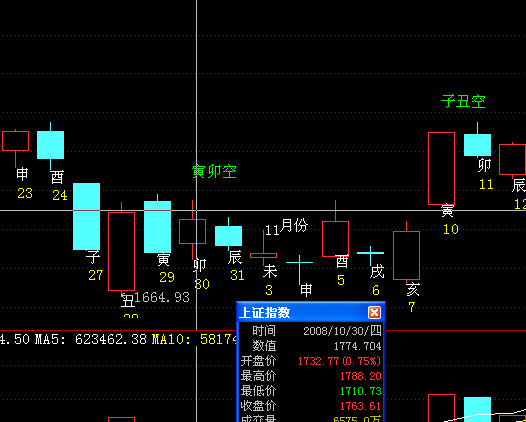 子丑空
申
23
酉
24
寅卯空
卯
11
辰
12
子
27
丑
1664.93
寅
29
卯
30
辰
31
11月份
未
3
申
酉
5
戌
6
亥
7
寅
10
4.50 MA5: 623462.38 MA10: 58174
上证指数
时间 2008/10/30/四
数值 1774.704
开盘价 1732.77(0.75%)
最高价 1788.20
最低价 1710.73
收盘价 1763.61
成交量 6575.0万